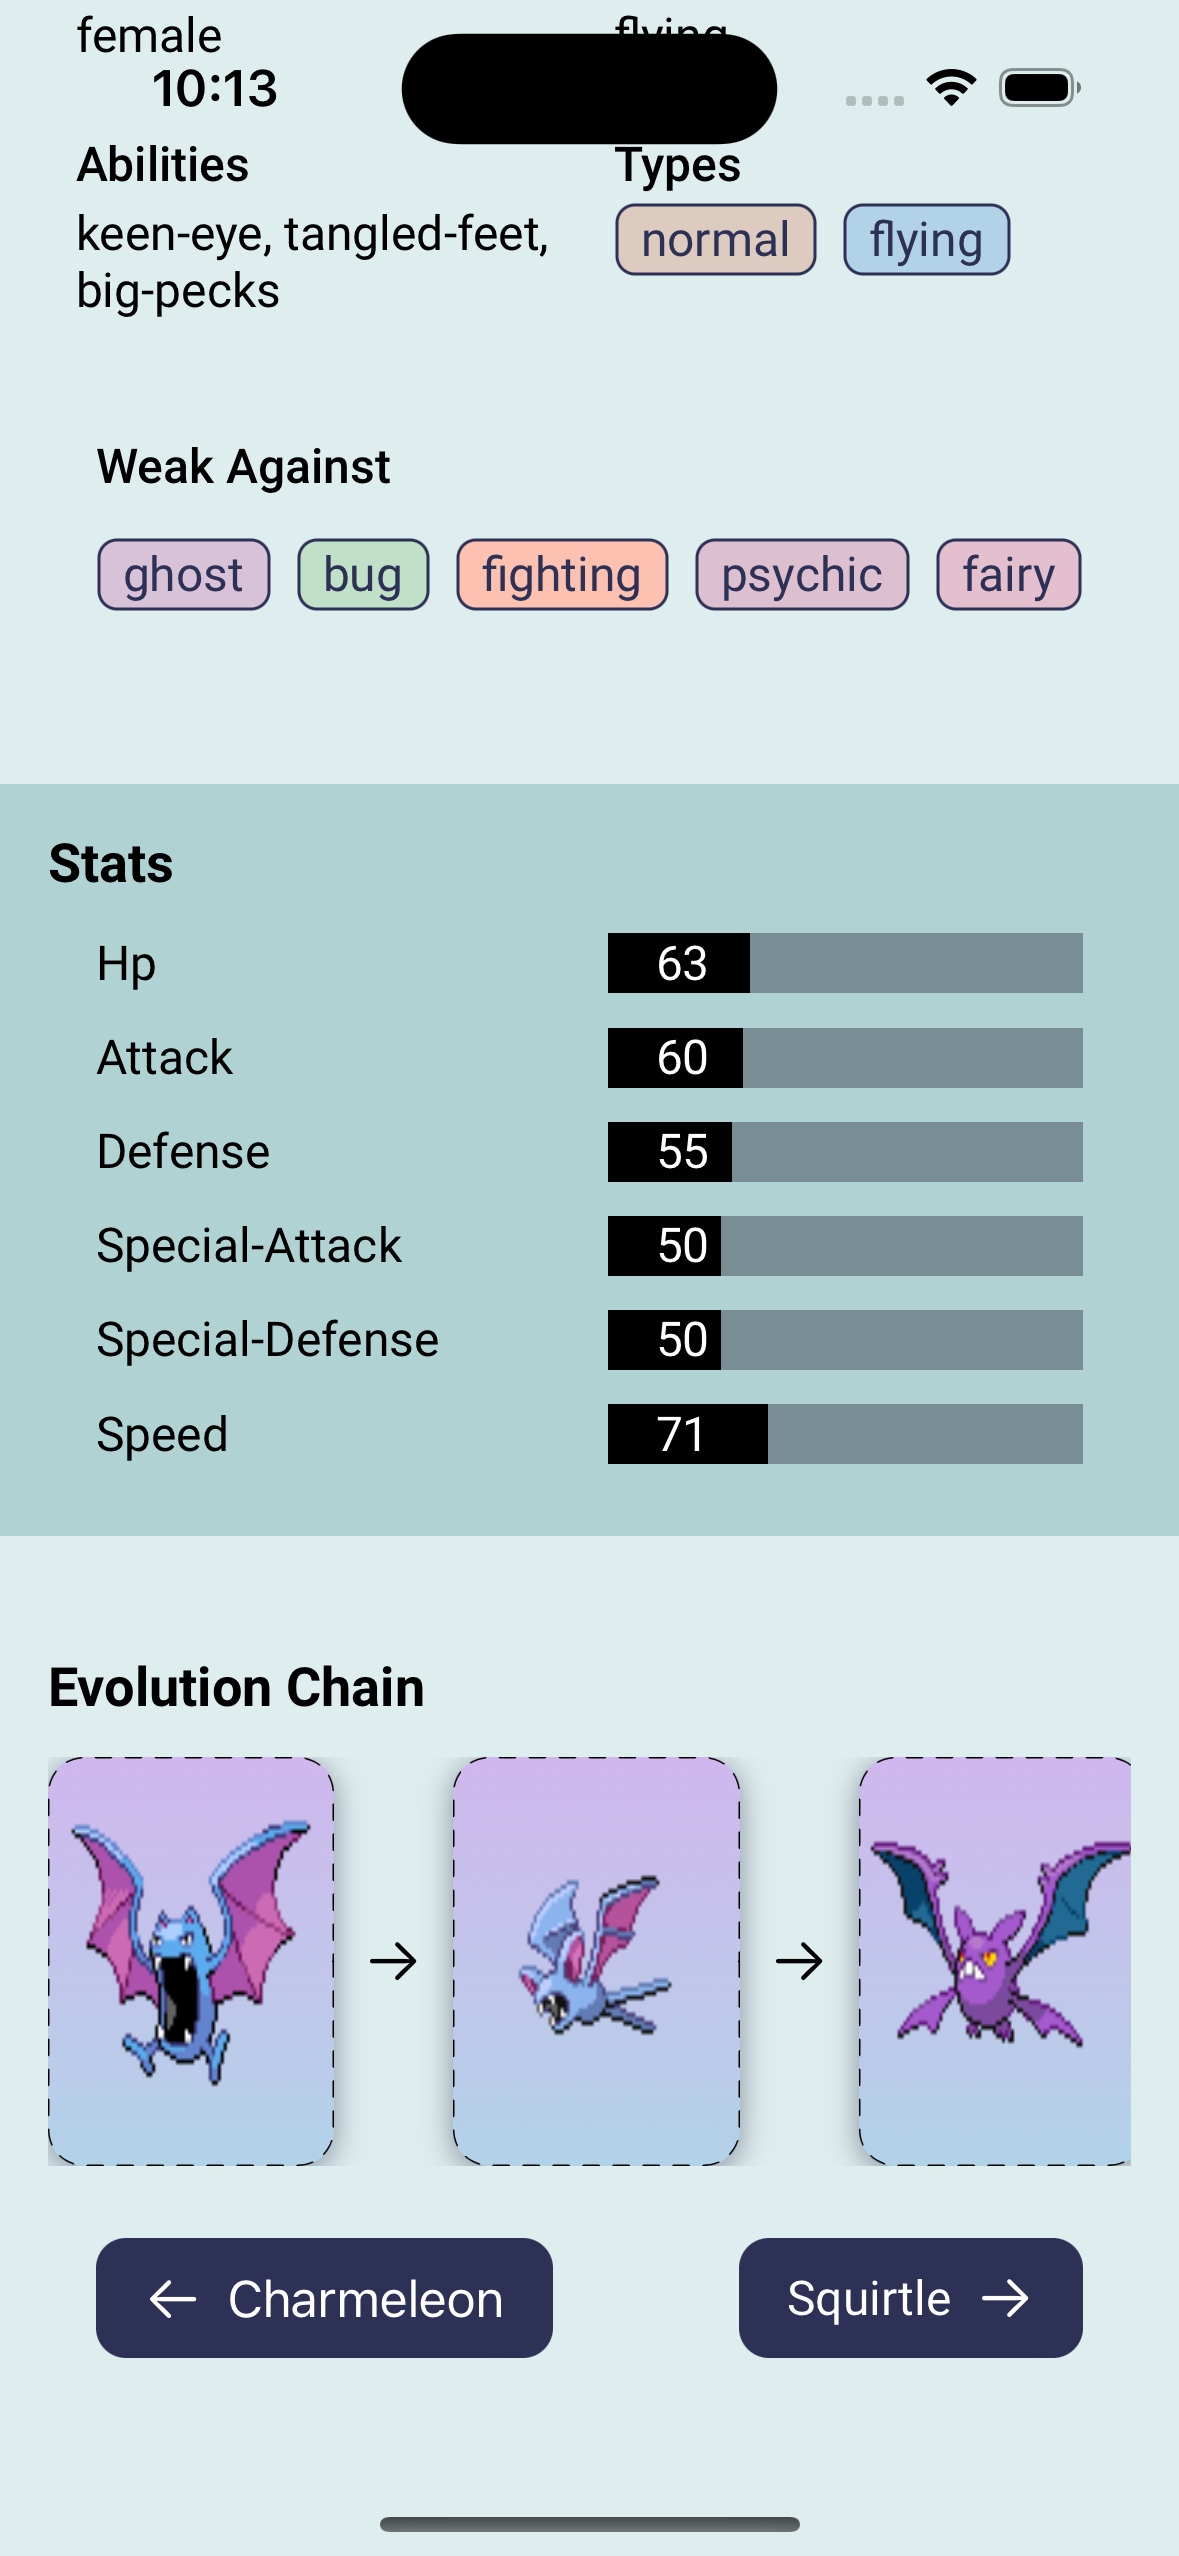 female
flying
10:13
Abilities
Types
keen-eye, tangled-feet,
big-pecks
normal
flying
Weak Against
ghost
bug
fighting
psychic
fairy
Stats
Hp
63
Attack
60
Defense
55
Special-Attack
50
Special-Defense
50
Speed
71
Evolution Chain
Charmeleon
Squirtle